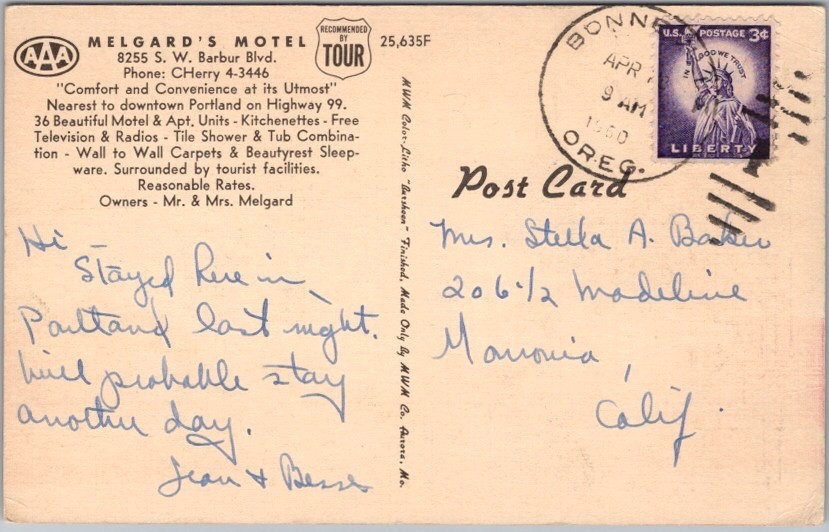 AAA
MELGARD'S MOTEL
8255 S. W. Barbur Blvd.
Phone: CHerry 4-3446
"Comfort and Convenience at its Utmost"
Nearest to downtown Portland on Highway 99.
36 Beautiful Motel & Apt. Units - Kitchenettes - Free
Television & Radios - Tile Shower & Tub Combina-
tion - Wall to Wall Carpets & Beautyrest Sleep-
ware. Surrounded by tourist facilities.
Reasonable Rates.
Owners - Mr. & Mrs. Melgard
RECOMMENDED
BY
TOUR
25,635F
Hi -
Stayed here in
Portland last night.
Will probable stay
another day.
Jean &
MWM Color-Litho "Aursheen" Finished, Made Only By MWM Co. Aurora, Mo.
BONNE
APR
9 AM
1960
OREG.
U.S. POSTAGE 3¢
IN GOD WE TRUST
LIBERTY
Post Card
Mrs. Stella A. Baker
206 1/2 Madeline
Monrovia,
Calif.